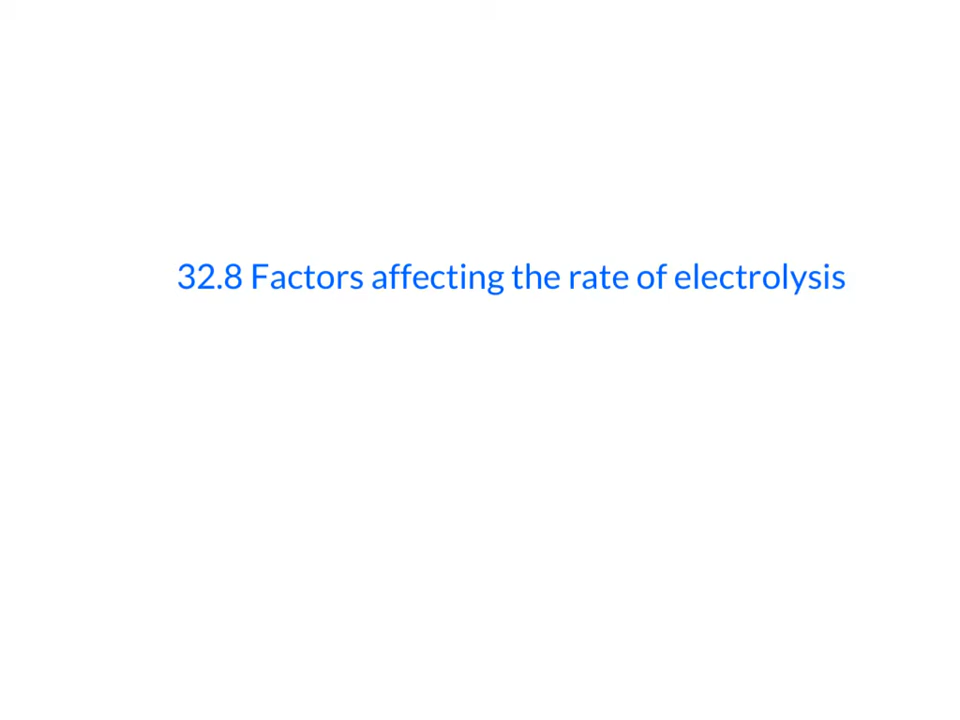 32.8 Factors affecting the rate of electrolysis